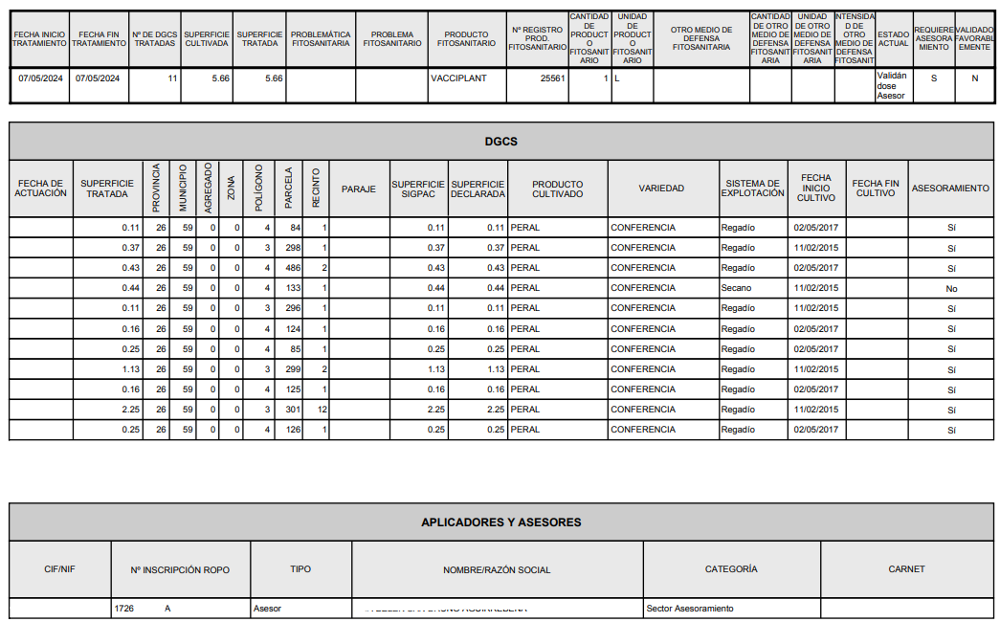 FECHA INICIO TRATAMIENTO | FECHA FIN TRATAMIENTO | Nº DE DGCS TRATADAS | SUPERFICIE CULTIVADA | SUPERFICIE TRATADA | PROBLEMÁTICA FITOSANITARIA | PROBLEMA FITOSANITARIO | PRODUCTO FITOSANITARIO | Nº REGISTRO PROD. FITOSANITARIO | CANTIDAD DE PRODUCT O FITOSANIT ARIO | UNIDAD DE PRODUCT O FITOSANIT ARIO | OTRO MEDIO DE DEFENSA FITOSANITARIA | CANTIDAD DE OTRO MEDIO DE DEFENSA FITOSANIT ARIA | UNIDAD DE OTRO MEDIO DE DEFENSA FITOSANIT ARIA | INTENSIDA D DE OTRO MEDIO DE DEFENSA FITOSANIT | ESTADO ACTUAL | REQUIERE ASESORA MIENTO | VALIDADO FAVORABL EMENTE
07/05/2024 | 07/05/2024 | 11 | 5.66 | 5.66 | | | VACCIPLANT | 25561 | 1 | L | | | | | Validán dose Asesor | S | N
DGCS
FECHA DE ACTUACIÓN | SUPERFICIE TRATADA | PROVINCIA | MUNICIPIO | AGREGADO | ZONA | POLÍGONO | PARCELA | RECINTO | PARAJE | SUPERFICIE SIGPAC | SUPERFICIE DECLARADA | PRODUCTO CULTIVADO | VARIEDAD | SISTEMA DE EXPLOTACIÓN | FECHA INICIO CULTIVO | FECHA FIN CULTIVO | ASESORAMIENTO
0.11 26 59 0 0 4 84 1 0.11 0.11 PERAL CONFERENCIA Regadío 02/05/2017 Sí
0.37 26 59 0 0 3 298 1 0.37 0.37 PERAL CONFERENCIA Regadío 11/02/2015 Sí
0.43 26 59 0 0 4 486 2 0.43 0.43 PERAL CONFERENCIA Regadío 02/05/2017 Sí
0.44 26 59 0 0 4 133 1 0.44 0.44 PERAL CONFERENCIA Secano 11/02/2015 No
0.11 26 59 0 0 3 296 1 0.11 0.11 PERAL CONFERENCIA Regadío 11/02/2015 Sí
0.16 26 59 0 0 4 124 1 0.16 0.16 PERAL CONFERENCIA Regadío 02/05/2017 Sí
0.25 26 59 0 0 4 85 1 0.25 0.25 PERAL CONFERENCIA Regadío 02/05/2017 Sí
1.13 26 59 0 0 3 299 2 1.13 1.13 PERAL CONFERENCIA Regadío 11/02/2015 Sí
0.16 26 59 0 0 4 125 1 0.16 0.16 PERAL CONFERENCIA Regadío 02/05/2017 Sí
2.25 26 59 0 0 3 301 12 2.25 2.25 PERAL CONFERENCIA Regadío 11/02/2015 Sí
0.25 26 59 0 0 4 126 1 0.25 0.25 PERAL CONFERENCIA Regadío 02/05/2017 Sí
APLICADORES Y ASESORES
CIF/NIF | Nº INSCRIPCIÓN ROPO | TIPO | NOMBRE/RAZÓN SOCIAL | CATEGORÍA | CARNET
1726 A Asesor Sector Asesoramiento